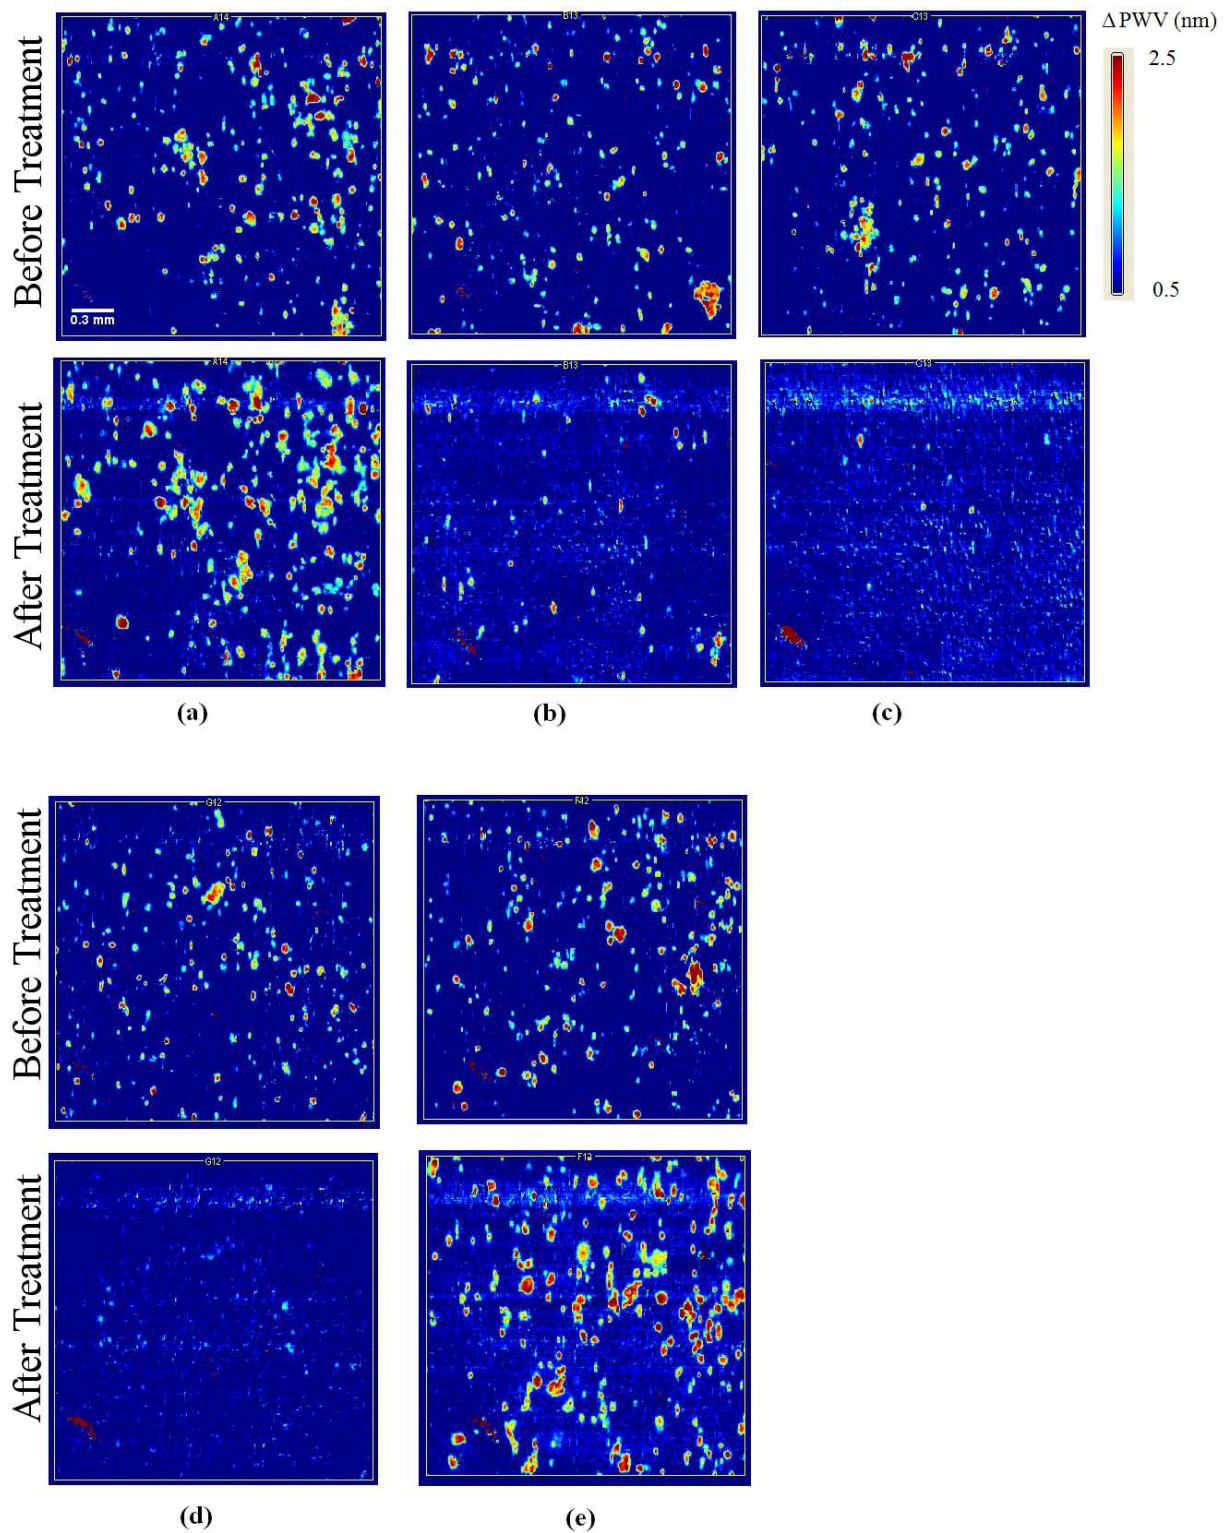 A14
B13
C13
Δ PWV (nm)
2.5
0.5
Before Treatment
0.3 mm
A14
B13
C13
After Treatment
(a)
(b)
(c)
G12
F12
Before Treatment
G12
F12
After Treatment
(d)
(e)